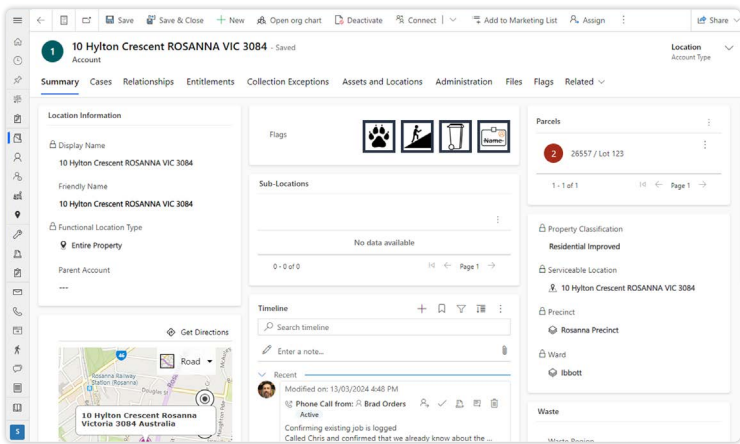 Save
Save & Close
New
Open org chart
Deactivate
Connect
Add to Marketing List
Assign
Share
1
10 Hylton Crescent ROSANNA VIC 3084 - Saved
Account
Location
Account Type
Summary
Cases
Relationships
Entitlements
Collection Exceptions
Assets and Locations
Administration
Files
Flags
Related
Location Information
Display Name
10 Hylton Crescent ROSANNA VIC 3084
Friendly Name
10 Hylton Crescent ROSANNA VIC 3084
Functional Location Type
Entire Property
Parent Account
---
Get Directions
Road
46
Rosanna Railway
Station (Rosanna)
Douglas St
10 Hylton Crescent Rosanna
Victoria 3084 Australia
S
Flags
Name
Sub-Locations
No data available
0 - 0 of 0
Page 1
Timeline
Search timeline
Enter a note...
Recent
Modified on: 13/03/2024 4:48 PM
Phone Call from: Brad Orders
Active
Confirming existing job is logged
Called Chris and confirmed that we already know about the ...
Parcels
2
26557 / Lot 123
1 - 1 of 1
Page 1
Property Classification
Residential Improved
Serviceable Location
10 Hylton Crescent ROSANNA VIC 3084
Precinct
Rosanna Precinct
Ward
Ibbott
Waste
Waste Region